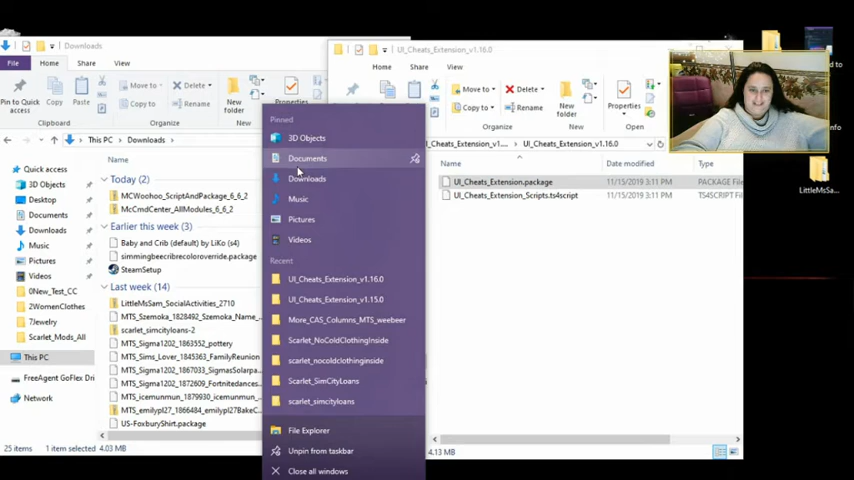 Downloads
File
Home
Share
View
Pin to Quick access
Copy
Paste
Move to
Copy to
Delete
Rename
New folder
Properties
Clipboard
Organize
This PC > Downloads
Quick access
3D Objects
Desktop
Documents
Downloads
Music
Pictures
Videos
0New_Test_CC
2WomenClothes
7Jewelry
Scarlet_Mods_All
This PC
FreeAgent GoFlex Dri
Network
25 items
1 item selected
4.03 MB
Name
Today (2)
MCWoohoo_ScriptAndPackage_6_6_2
McCmdCenter_AllModules_6_6_2
Earlier this week (3)
Baby and Crib (default) by LiKo (s4)
simmingbeecribrecoloroverride.package
SteamSetup
Last week (14)
LittleMsSam_SocialActivities_2710
MTS_Szemoka_1828492_Szemoka_Name...
scarlet_simcityloans-2
MTS_Sigma1202_1863552_pottery
MTS_Sims_Lover_1845365_FamilyReunion
MTS_Sigma1202_1867033_MegastarsSolarpa...
MTS_Sigma1102_1872609_Fortnitedances...
MTS_icemunmun_1879930_icemunmun_...
MTS_emilypl27_1866484_emilypl27BakeC...
US-FoxburyShirt.package
Pinned
3D Objects
Documents
Downloads
Music
Pictures
Videos
Recent
UI_Cheats_Extension_v1.16.0
UI_Cheats_Extension_v1.15.0
More_CAS_Columns_MTS_weebeer
Scarlet_NoColdClothingInside
scarlet_nocoldclothinginside
Scarlet_SimCityLoans
scarlet_simcityloans
File Explorer
Unpin from taskbar
Close all windows
UI_Cheats_Extension_v1.16.0
Home
Share
View
Move to
Copy to
Delete
Rename
New folder
Properties
Organize
Open
_Cheats_Extension_v1....
UI_Cheats_Extension_v1.16.0
Name
Date modified
Type
UI_Cheats_Extension.package
11/15/2019 3:11 PM
PACKAGE File
UI_Cheats_Extension_Scripts.ts4script
11/15/2019 3:11 PM
TS4SCRIPT File
4.13 MB
LittleMsSa...